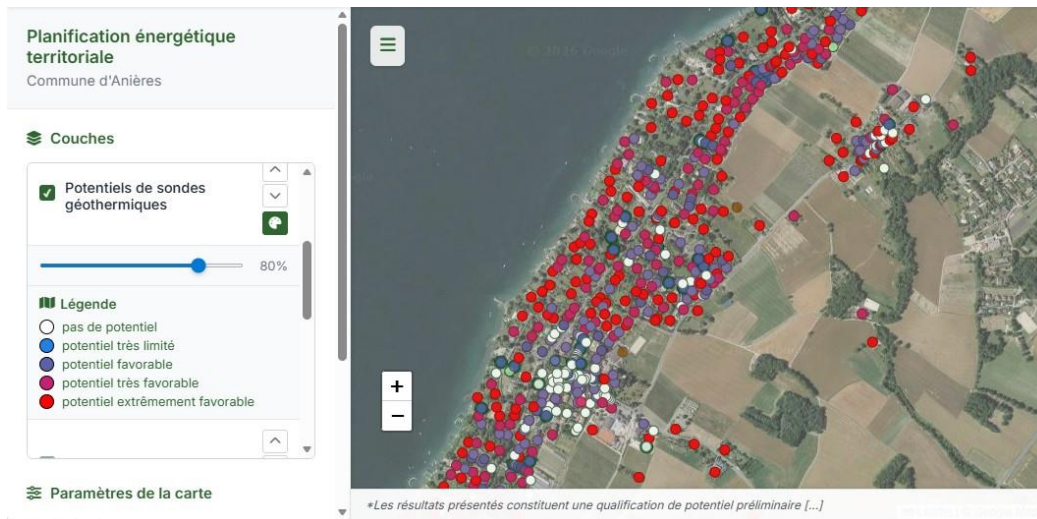 Planification énergétique
territoriale
Commune d'Anières
Couches
Potentiels de sondes
géothermiques
80%
Légende
pas de potentiel
potentiel très limité
potentiel favorable
potentiel très favorable
potentiel extrêmement favorable
Paramètres de la carte
+
−
*Les résultats présentés constituent une qualification de potentiel préliminaire [...]